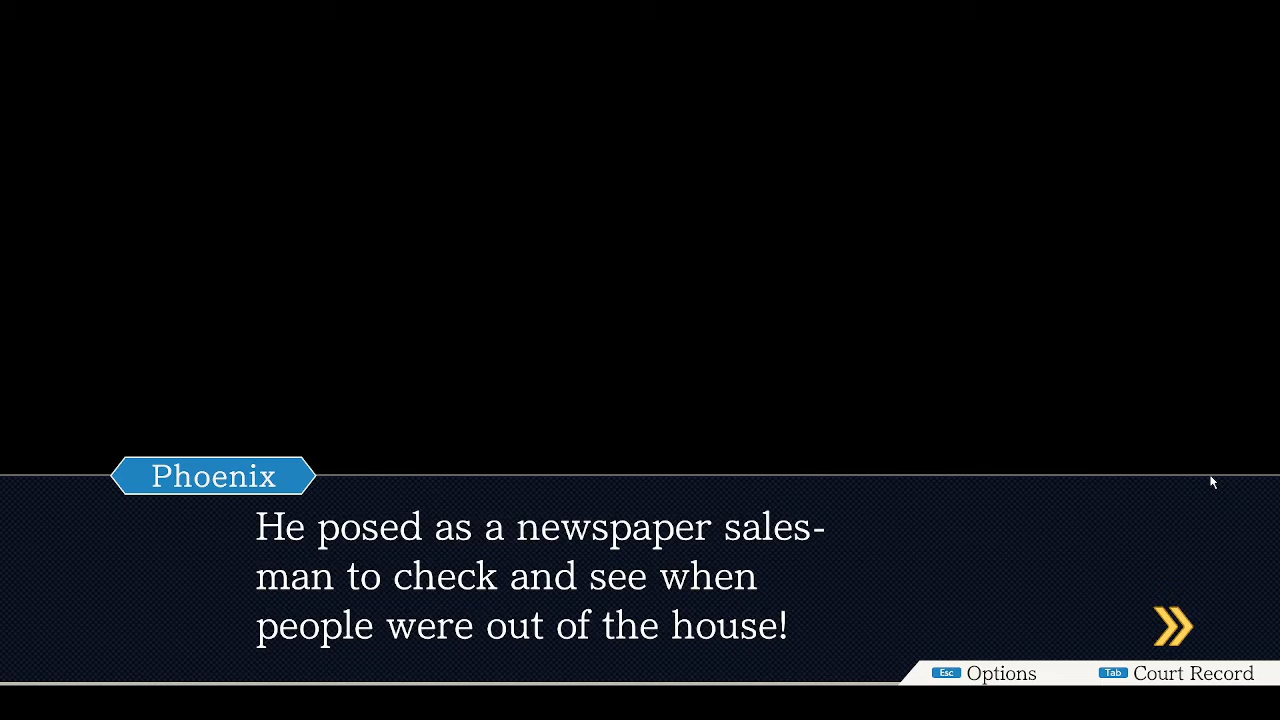 Phoenix
He posed as a newspaper sales-
man to check and see when
people were out of the house!
Esc Options Tab Court Record